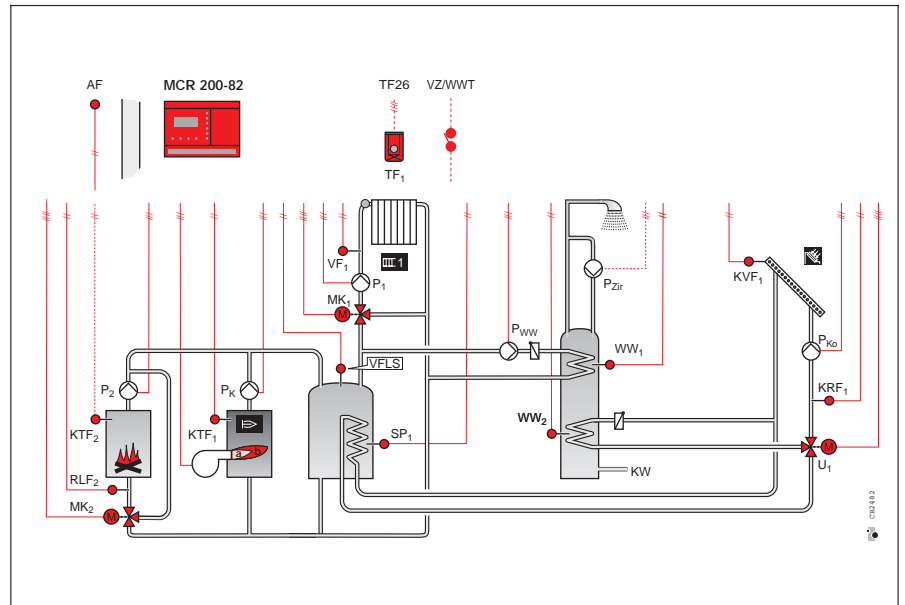 AF
MCR 200-82
TF26
VZ/WWT
TF1
VF1
1
P1
MK1
PZir
KVF1
PWW
WW1
PKo
VFLS
P2
PK
KRF1
KTF2
KTF1
WW2
SP1
a b
M
KW
U1
RLF2
MK2
M
M
CB2482